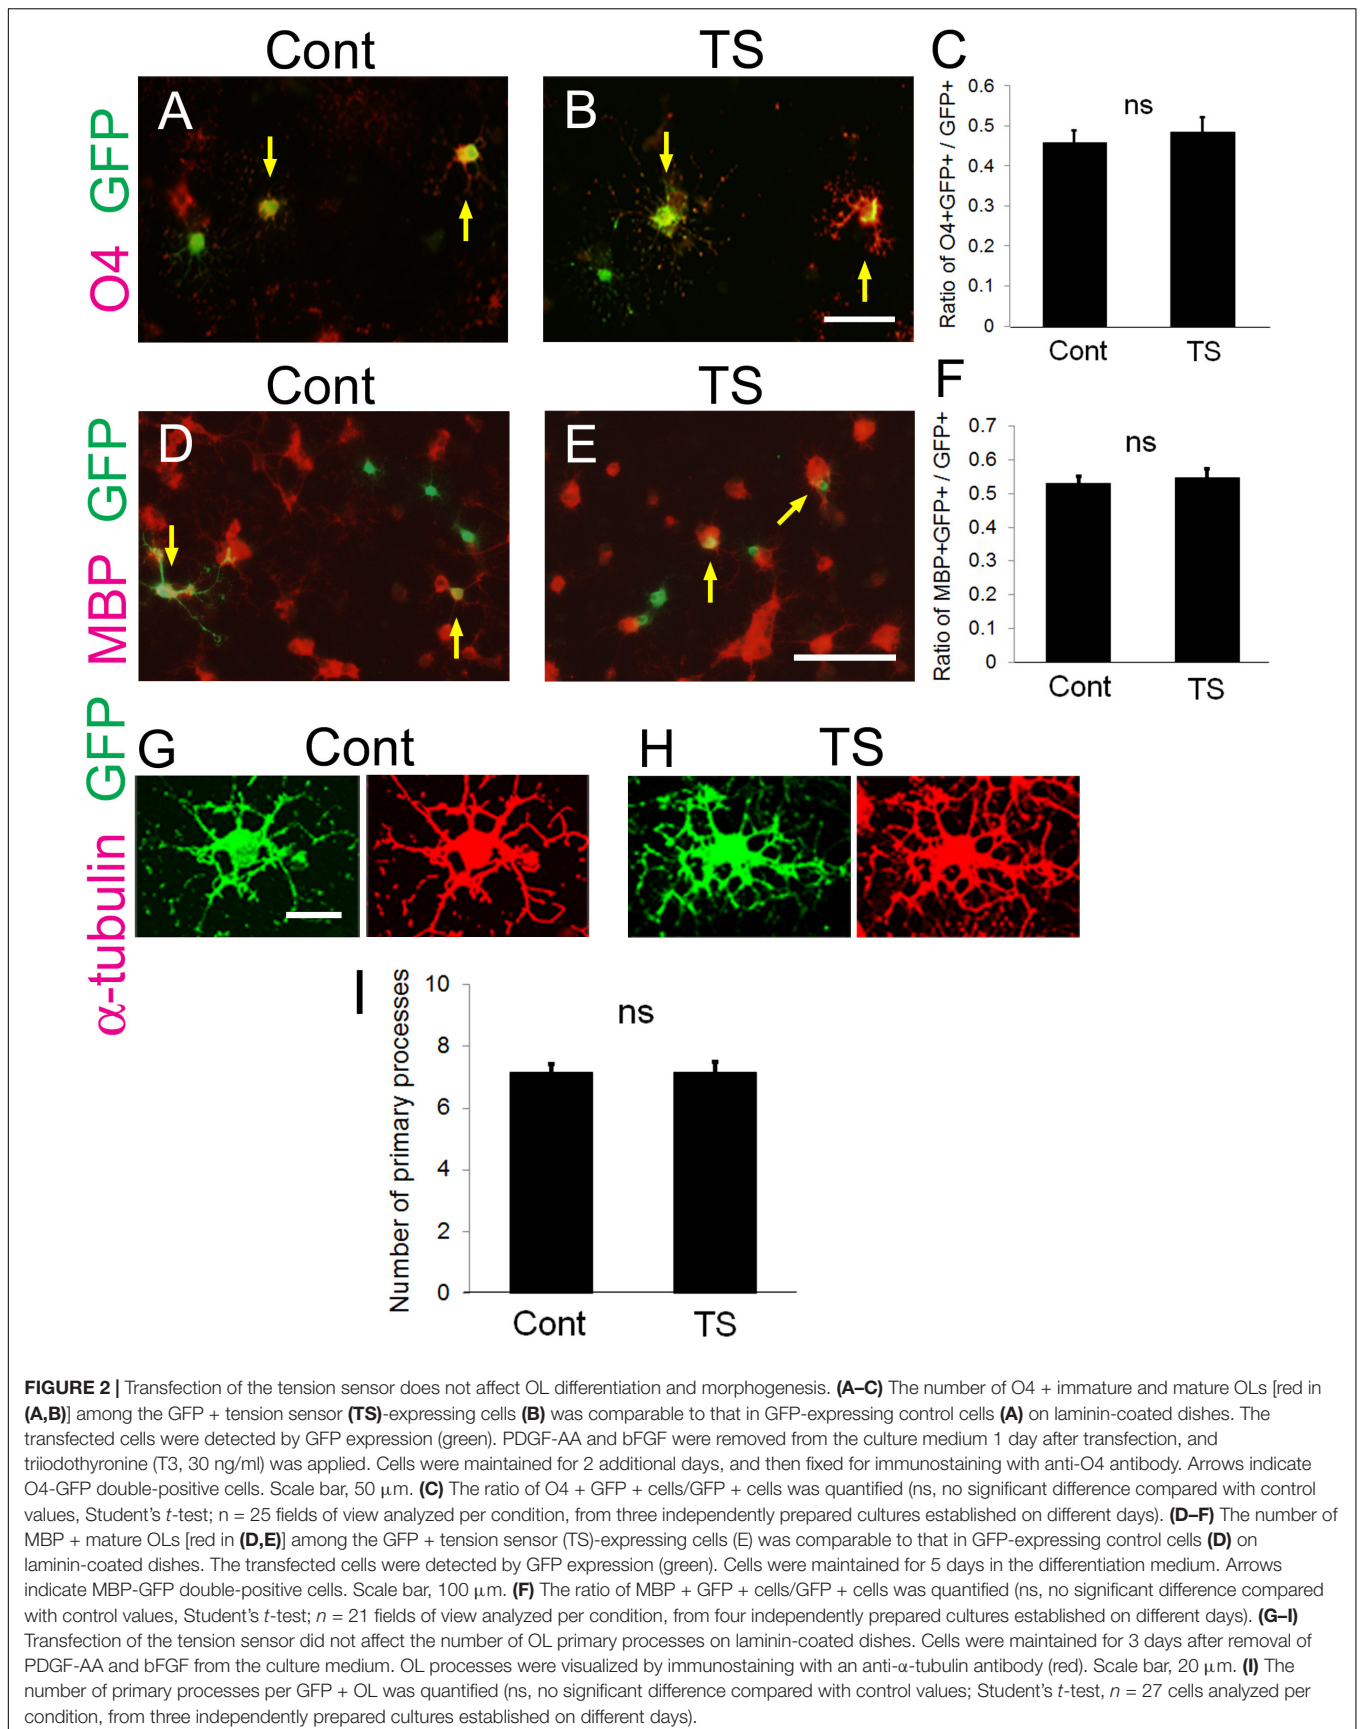 Cont
TS
O4 GFP
A
B
C
Ratio of O4+GFP+ / GFP+
0.6
0.5
0.4
0.3
0.2
0.1
0
ns
Cont
TS
Cont
TS
MBP GFP
D
E
F
Ratio of MBP+GFP+ / GFP+
0.7
0.6
0.5
0.4
0.3
0.2
0.1
0
ns
Cont
TS
α-tubulin GFP
G
Cont
H
TS
I
Number of primary processes
10
8
6
4
2
0
ns
Cont
TS
FIGURE 2 | Transfection of the tension sensor does not affect OL differentiation and morphogenesis. (A–C) The number of O4 + immature and mature OLs [red in
(A,B)] among the GFP + tension sensor (TS)-expressing cells (B) was comparable to that in GFP-expressing control cells (A) on laminin-coated dishes. The
transfected cells were detected by GFP expression (green). PDGF-AA and bFGF were removed from the culture medium 1 day after transfection, and
triiodothyronine (T3, 30 ng/ml) was applied. Cells were maintained for 2 additional days, and then fixed for immunostaining with anti-O4 antibody. Arrows indicate
O4-GFP double-positive cells. Scale bar, 50 μm. (C) The ratio of O4 + GFP + cells/GFP + cells was quantified (ns, no significant difference compared with control
values, Student's t-test; n = 25 fields of view analyzed per condition, from three independently prepared cultures established on different days). (D–F) The number of
MBP + mature OLs [red in (D,E)] among the GFP + tension sensor (TS)-expressing cells (E) was comparable to that in GFP-expressing control cells (D) on
laminin-coated dishes. The transfected cells were detected by GFP expression (green). Cells were maintained for 5 days in the differentiation medium. Arrows
indicate MBP-GFP double-positive cells. Scale bar, 100 μm. (F) The ratio of MBP + GFP + cells/GFP + cells was quantified (ns, no significant difference compared
with control values, Student's t-test; n = 21 fields of view analyzed per condition, from four independently prepared cultures established on different days). (G–I)
Transfection of the tension sensor did not affect the number of OL primary processes on laminin-coated dishes. Cells were maintained for 3 days after removal of
PDGF-AA and bFGF from the culture medium. OL processes were visualized by immunostaining with an anti-α-tubulin antibody (red). Scale bar, 20 μm. (I) The
number of primary processes per GFP + OL was quantified (ns, no significant difference compared with control values; Student's t-test, n = 27 cells analyzed per
condition, from three independently prepared cultures established on different days).